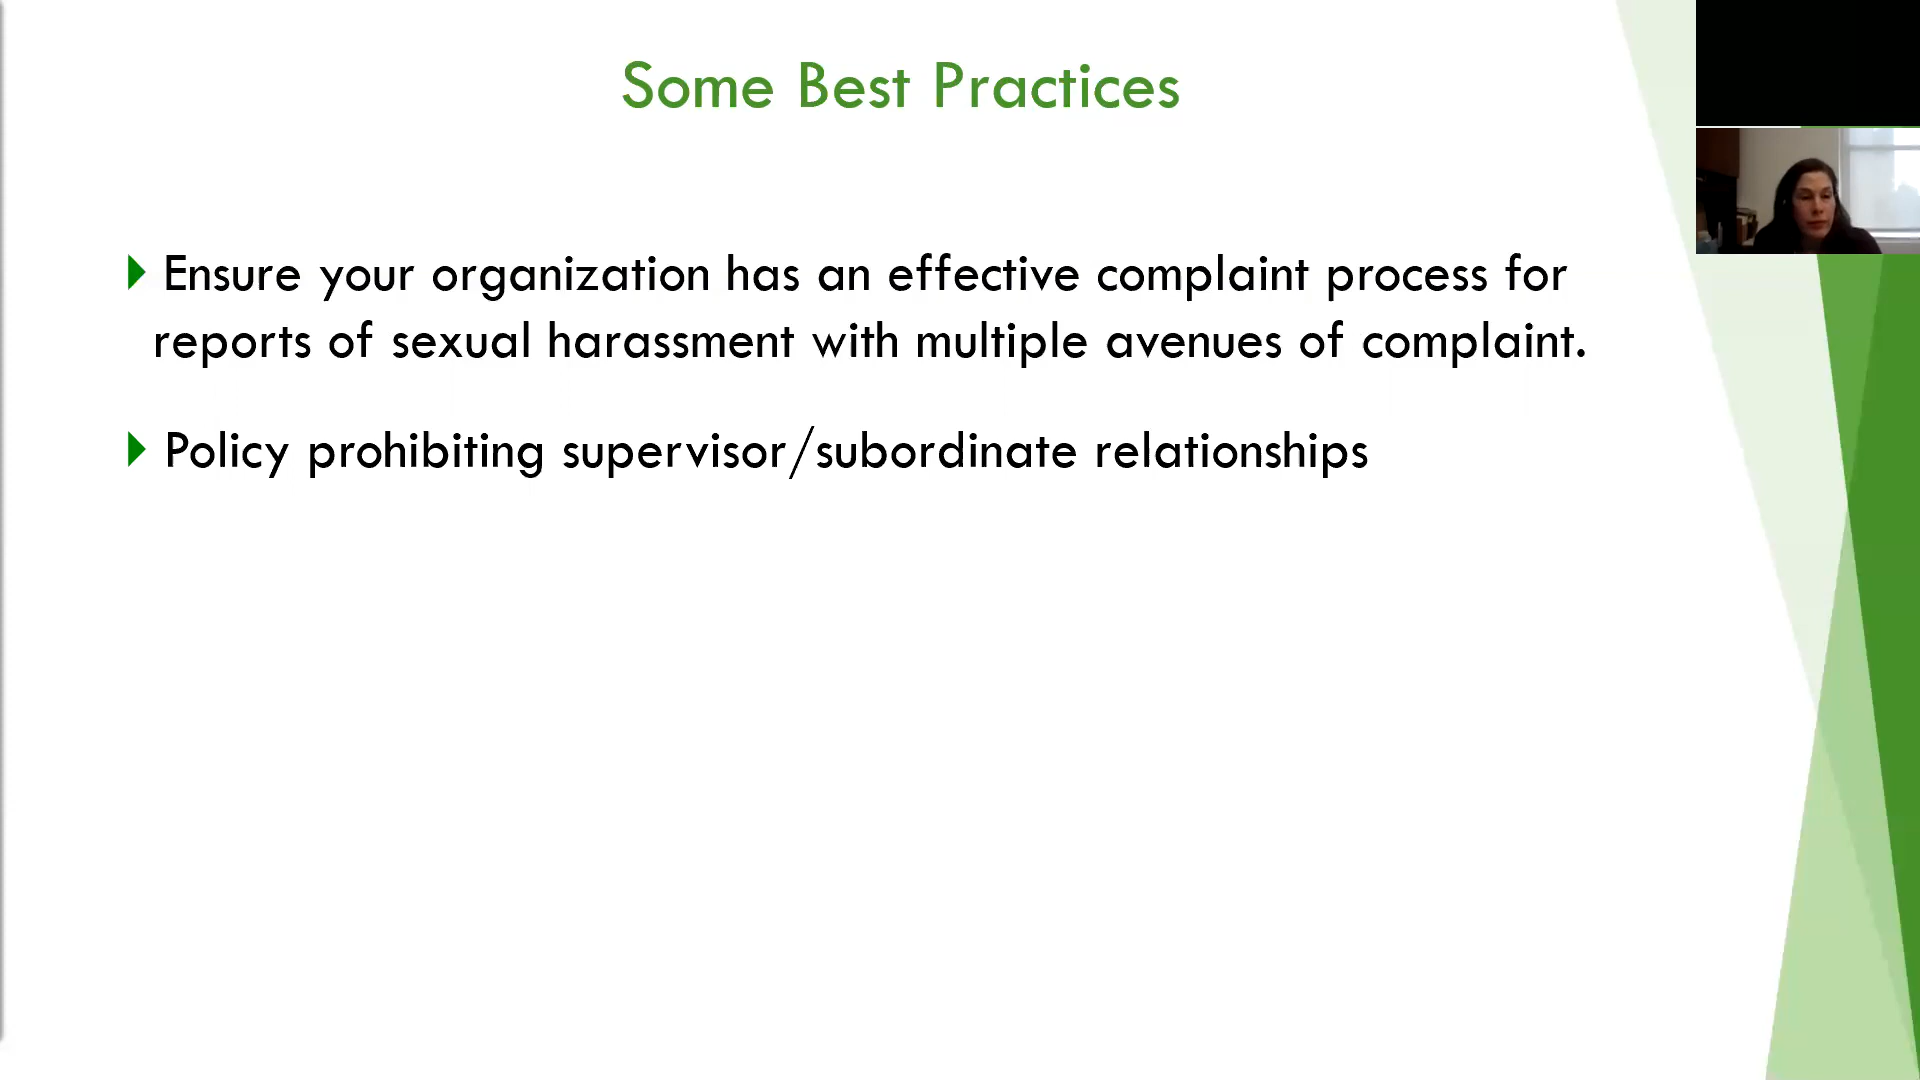 Some Best Practices
Ensure your organization has an effective complaint process for
reports of sexual harassment with multiple avenues of complaint.
Policy prohibiting supervisor/subordinate relationships